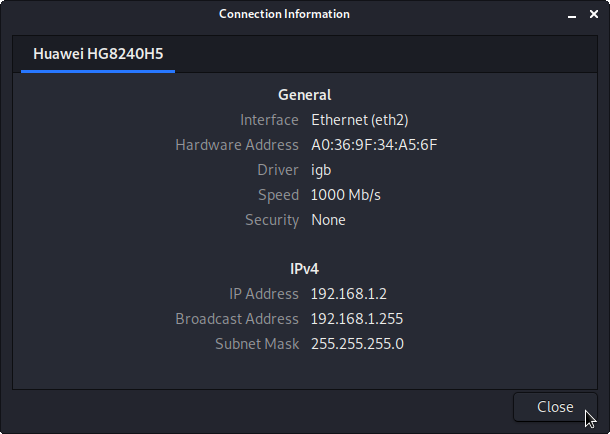 Connection Information
Huawei HG8240H5
General
Interface Ethernet (eth2)
Hardware Address A0:36:9F:34:A5:6F
Driver igb
Speed 1000 Mb/s
Security None
IPv4
IP Address 192.168.1.2
Broadcast Address 192.168.1.255
Subnet Mask 255.255.255.0
Close